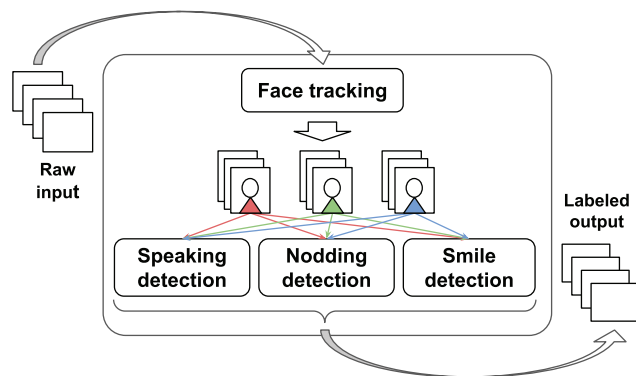 Face tracking
Raw
input
Labeled
output
Speaking
detection
Nodding
detection
Smile
detection